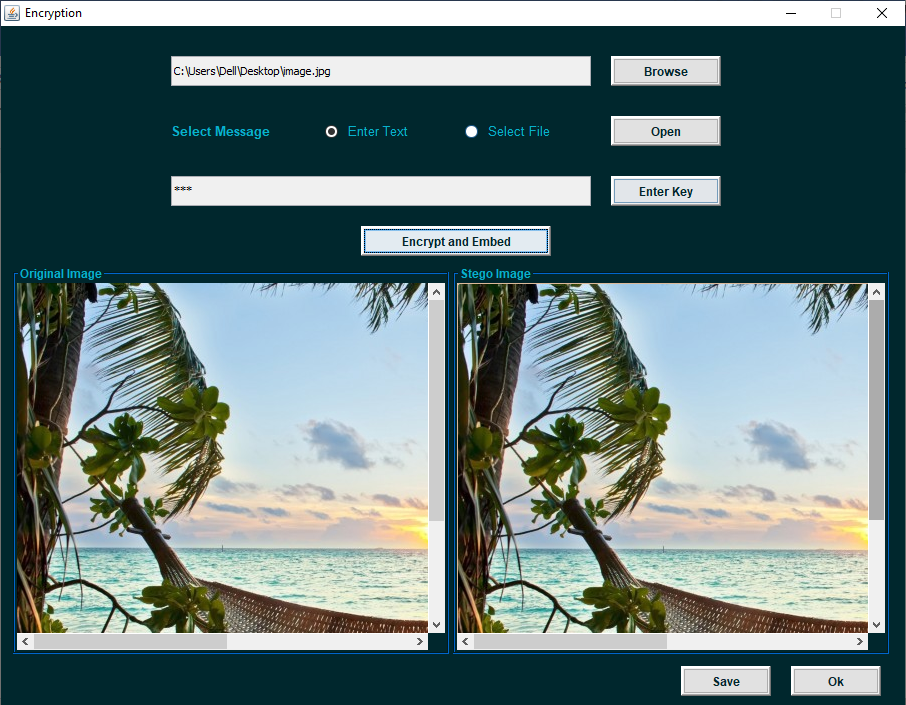 Encryption
C:\Users\Dell\Desktop\image.jpg
Browse
Select Message
Enter Text
Select File
Open
***
Enter Key
Encrypt and Embed
Original Image
Stego Image
Save
Ok